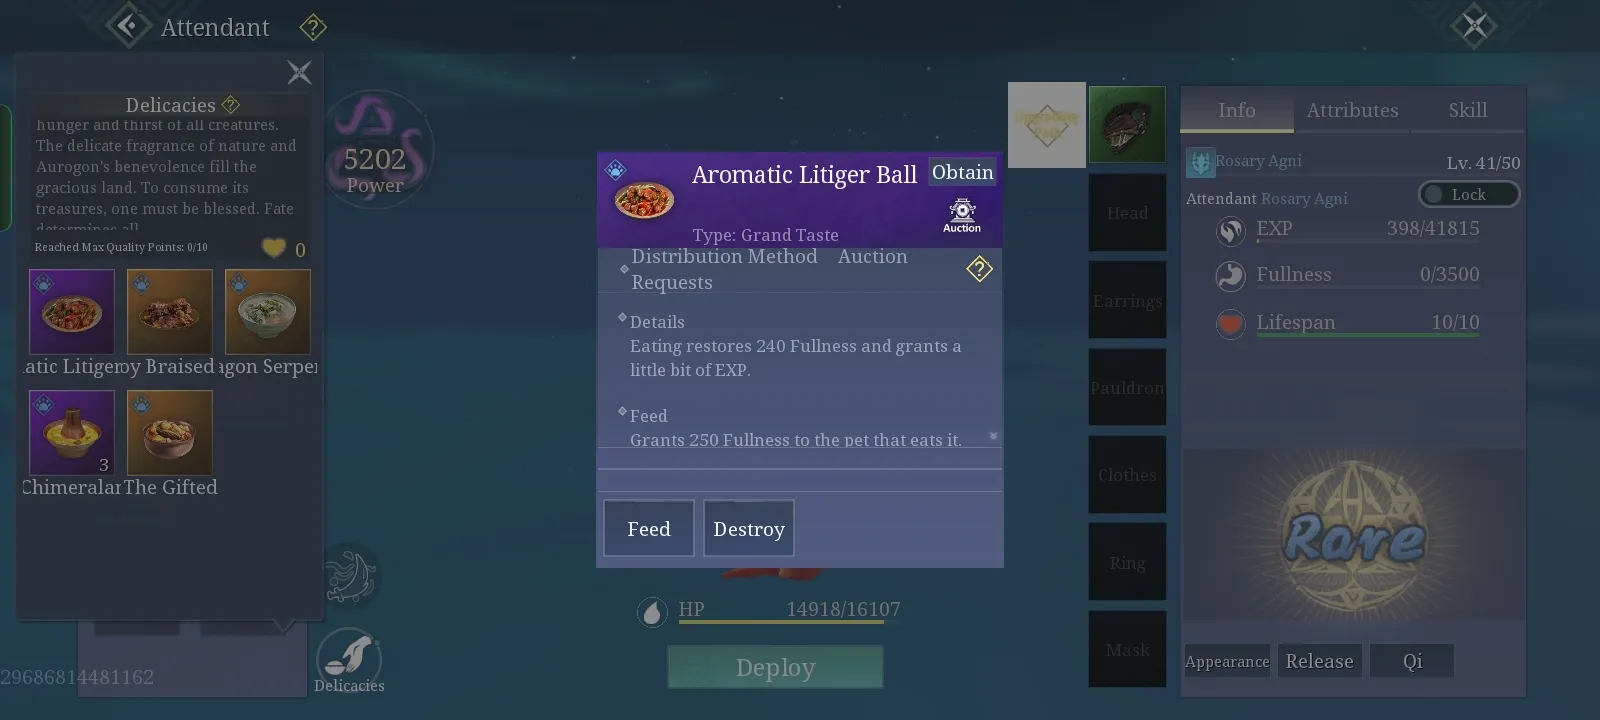 Attendant
Delicacies
hunger and thirst of all creatures.
The delicate fragrance of nature and
Aurogon's benevolence fill the
gracious land. To consume its
treasures, one must be blessed. Fate
determines all
Reached Max Quality Points: 0/10
0
atic Litiger
oy Braised
agon Serper
3
Chimeralar
The Gifted
5202
Power
29686814481162
Delicacies
Aromatic Litiger Ball
Obtain
Type: Grand Taste
Auction
Distribution Method Auction
Requests
Details
Eating restores 240 Fullness and grants a
little bit of EXP.
Feed
Grants 250 Fullness to the pet that eats it.
Feed
Destroy
HP 14918/16107
Deploy
Upgrading
Path
Head
Earrings
Pauldron
Clothes
Ring
Mask
Info
Attributes
Skill
Rosary Agni
Lv. 41/50
Attendant Rosary Agni
Lock
EXP 398/41815
Fullness 0/3500
Lifespan 10/10
Rare
Appearance
Release
Qi